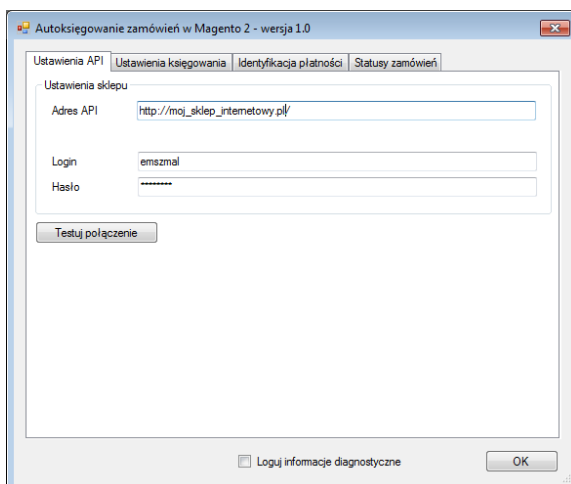 Autoksięgowanie zamówień w Magento 2 - wersja 1.0
Ustawienia API Ustawienia księgowania Identyfikacja płatności Statusy zamówień
Ustawienia sklepu
Adres API http://moj_sklep_internetowy.pl/
Login emszmal
Hasło
Testuj połączenie
Loguj informacje diagnostyczne OK